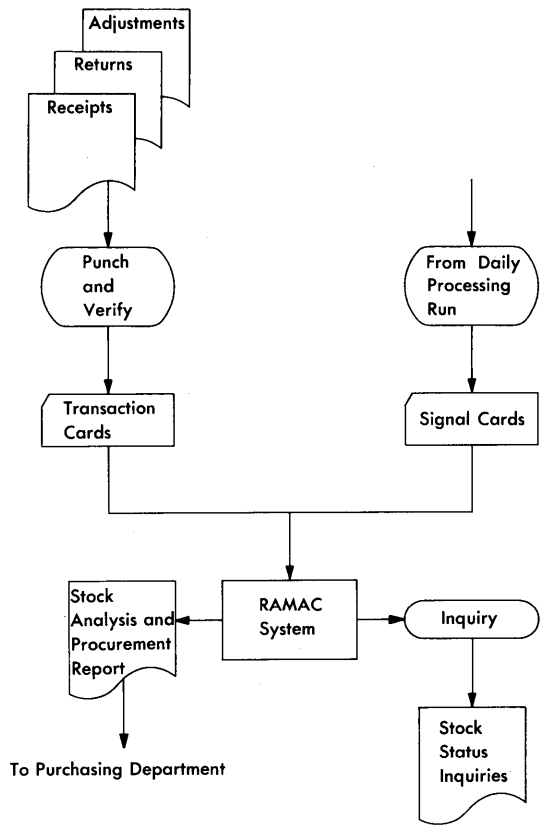 Adjustments
Returns
Receipts
Punch
and
Verify
From Daily
Processing
Run
Transaction
Cards
Signal Cards
Stock
Analysis and
Procurement
Report
RAMAC
System
Inquiry
To Purchasing Department
Stock
Status
Inquiries